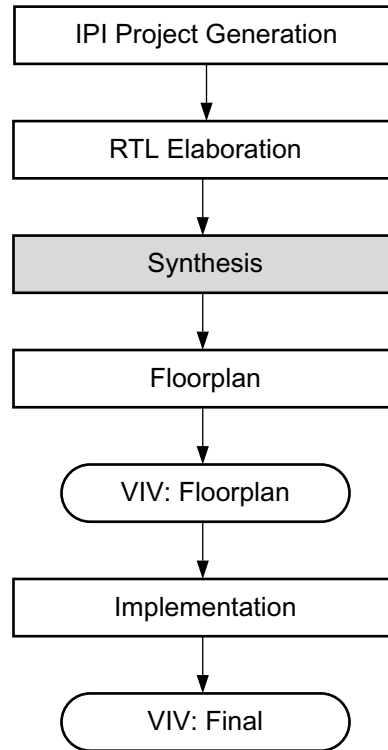 IPI Project Generation
RTL Elaboration
Synthesis
Floorplan
VIV: Floorplan
Implementation
VIV: Final